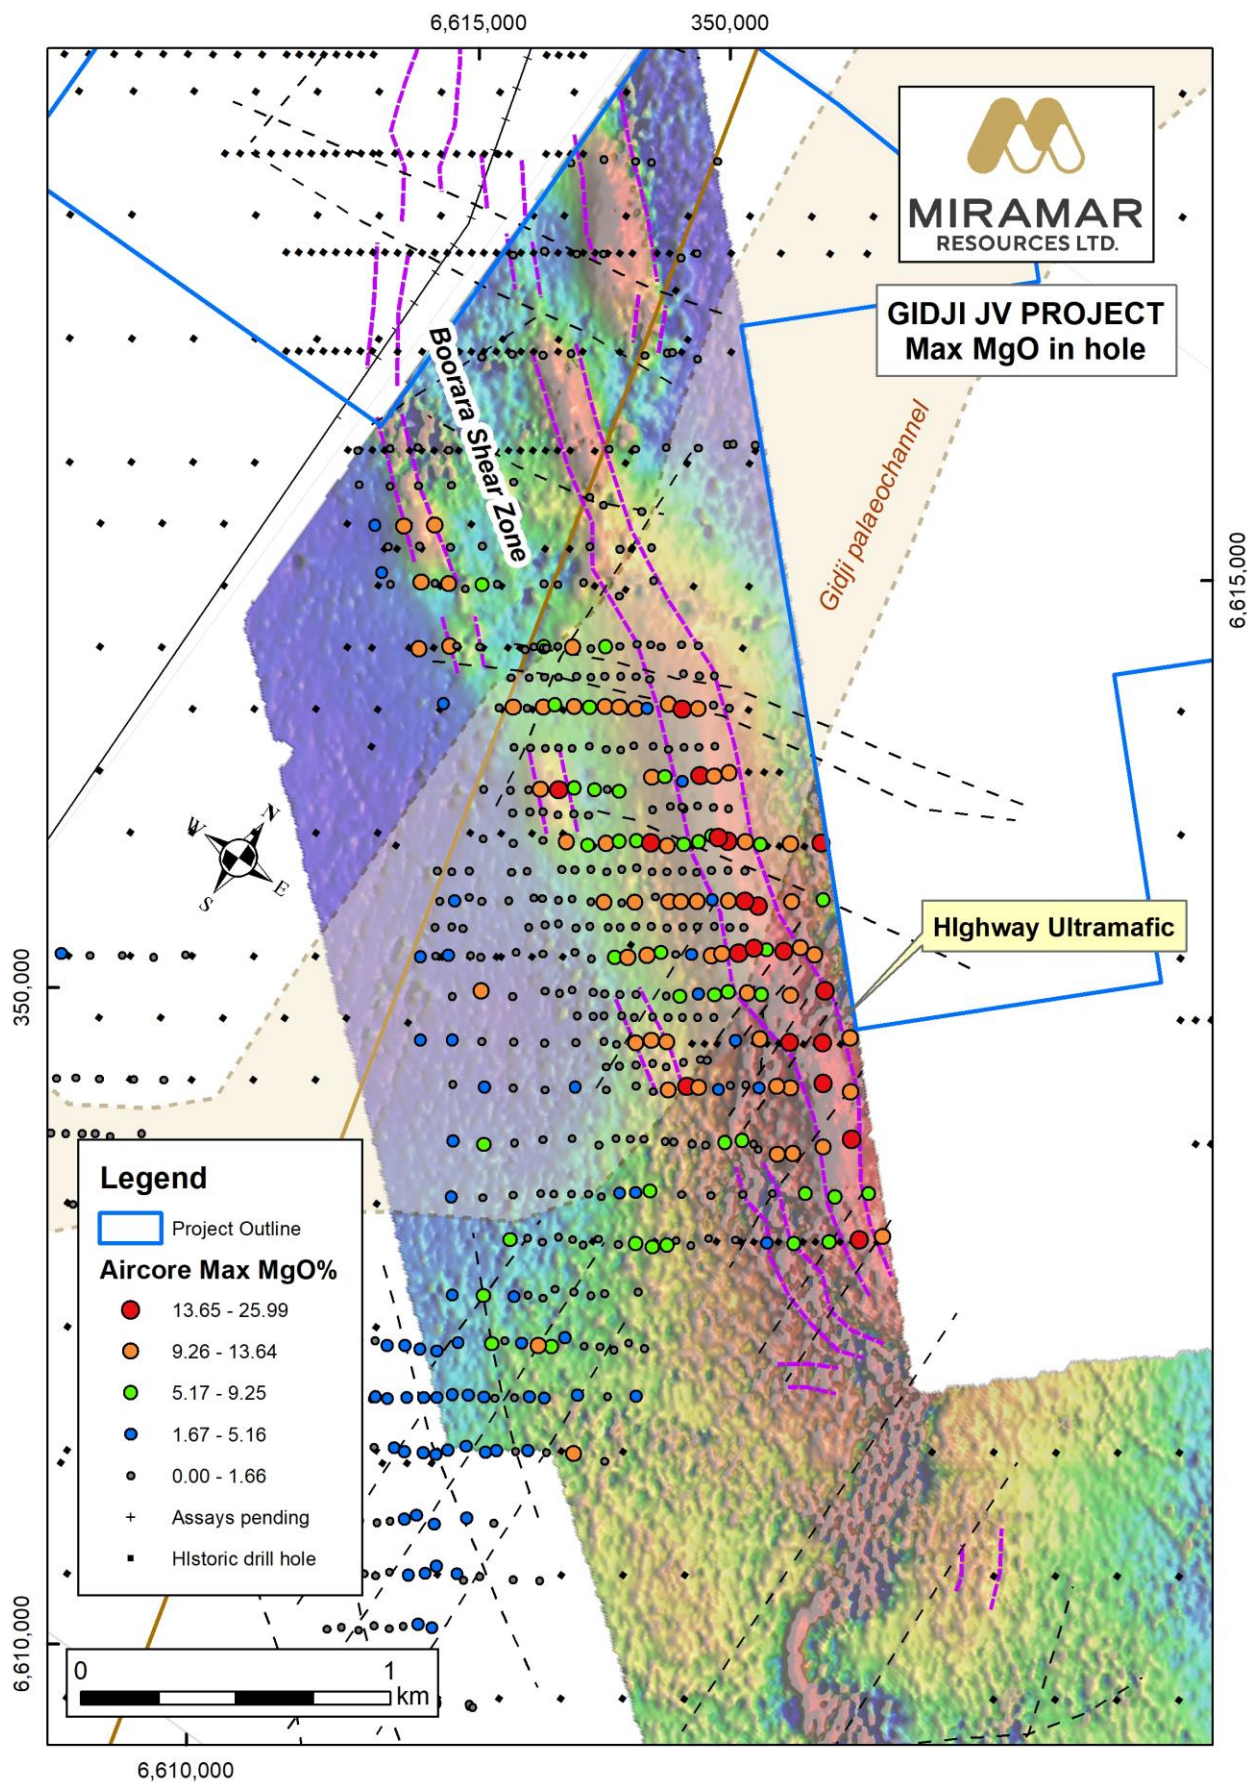 6,615,000
350,000
MIRAMAR
RESOURCES LTD.
GIDJI JV PROJECT
Max MgO in hole
Boorara Shear Zone
Gidji palaeochannel
6,615,000
N
W
E
S
HIghway Ultramafic
350,000
Legend
Project Outline
Aircore Max MgO%
13.65 - 25.99
9.26 - 13.64
5.17 - 9.25
1.67 - 5.16
0.00 - 1.66
Assays pending
HIstoric drill hole
6,610,000
0 1
km
6,610,000